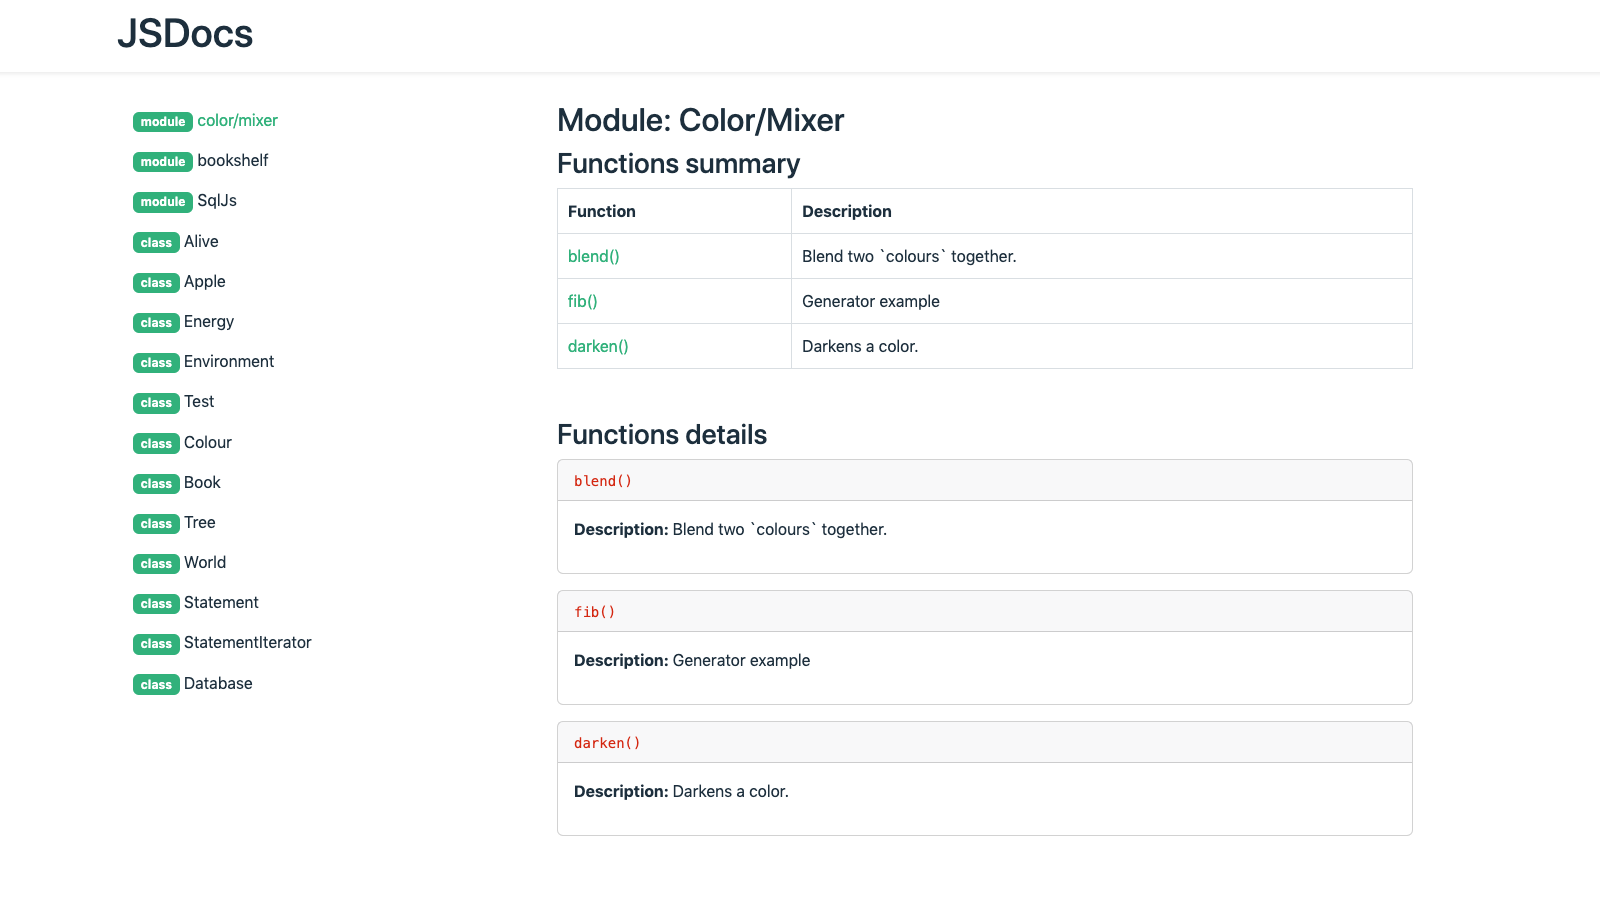 JSDocs
module color/mixer
module bookshelf
module SqlJs
class Alive
class Apple
class Energy
class Environment
class Test
class Colour
class Book
class Tree
class World
class Statement
class StatementIterator
class Database
Module: Color/Mixer
Functions summary
Function Description
blend() Blend two `colours` together.
fib() Generator example
darken() Darkens a color.
Functions details
blend()
Description: Blend two `colours` together.
fib()
Description: Generator example
darken()
Description: Darkens a color.